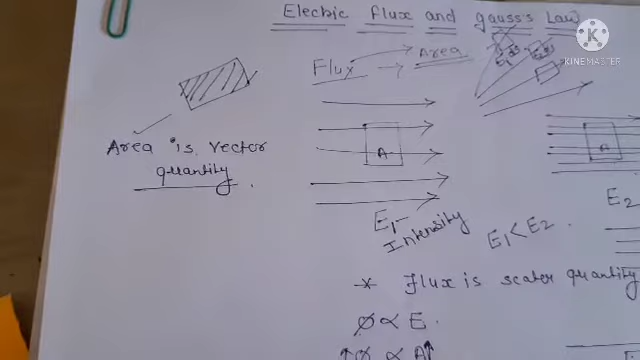 Electric Flux and gauss's Law
KINEMASTER
Flux → Area
Area is vector
quantity.
A
A
E1 -
Intensity
E1 < E2 .
E2
* Flux is scaler quantity
Ø ∝ E .
↑Ø ∝ A↑